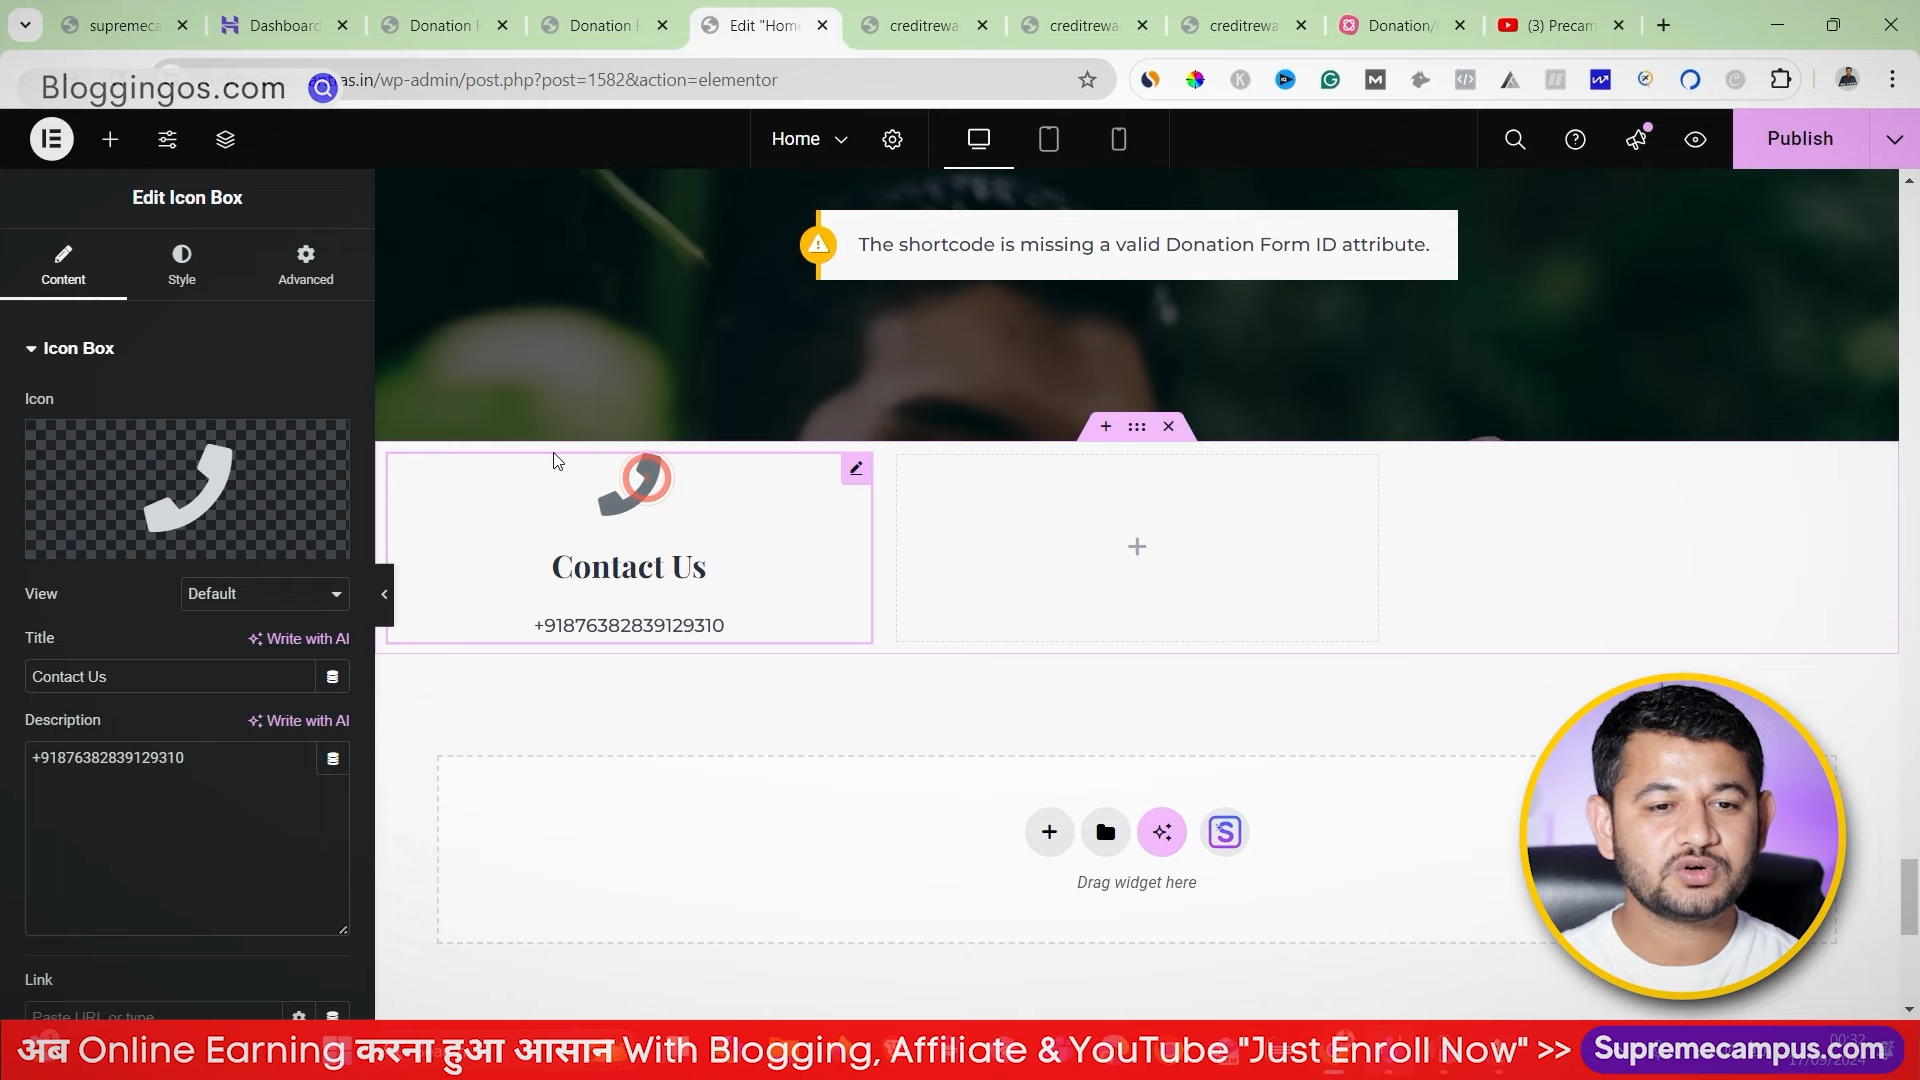 supremeca
Dashboard
Donation F
Donation F
Edit "Home
creditrewa
creditrewa
creditrewa
Donation/
(3) Precam
Bloggingos.com
as.in/wp-admin/post.php?post=1582&action=elementor
Home
Publish
Edit Icon Box
Content
Style
Advanced
Icon Box
Icon
View
Default
Title
Write with AI
Contact Us
Description
Write with AI
+91876382839129310
Link
Paste URL or type
The shortcode is missing a valid Donation Form ID attribute.
Contact Us
+91876382839129310
Drag widget here
अब Online Earning करना हुआ आसान With Blogging, Affiliate & YouTube "Just Enroll Now" >>
Supremecampus.com